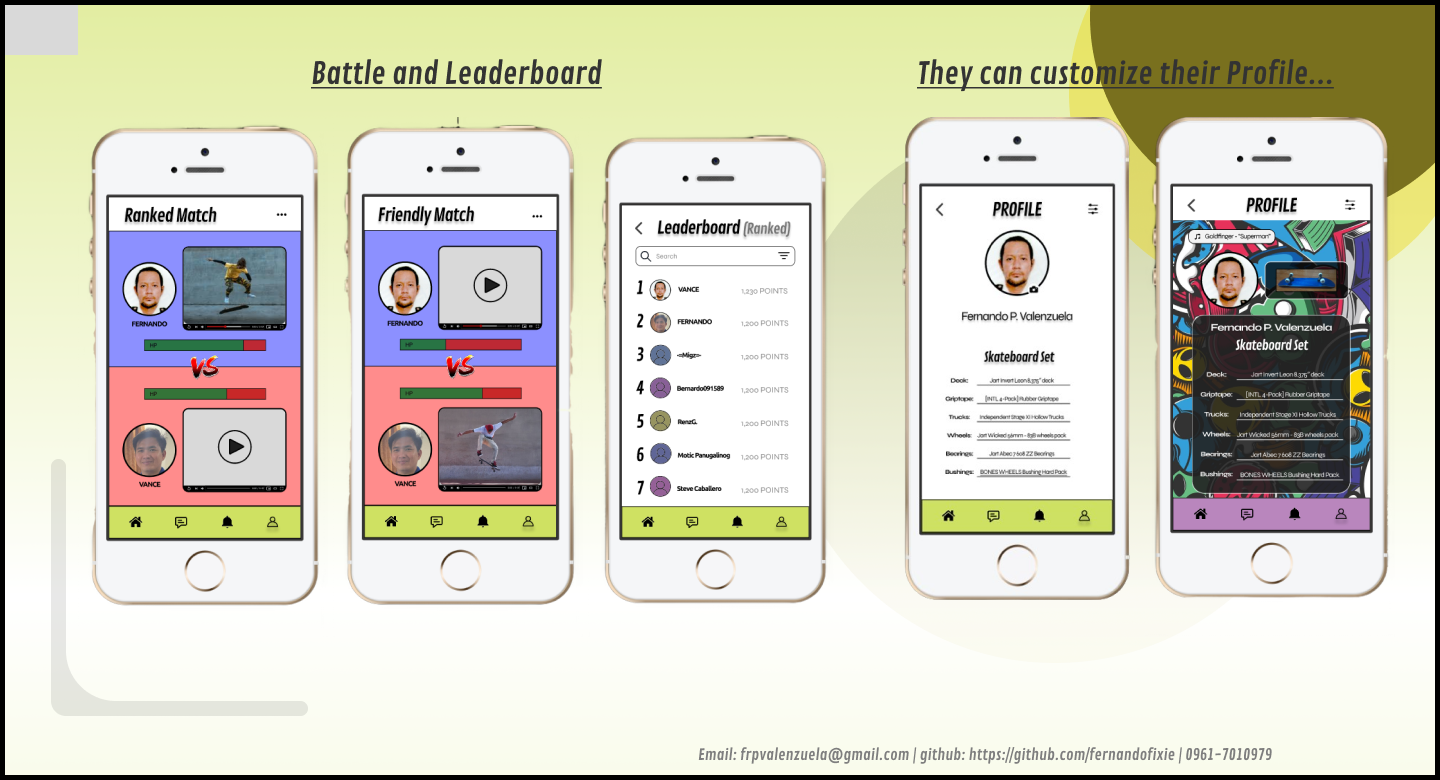 Battle and Leaderboard
They can customize their Profile...
Ranked Match
FERNANDO
HP
VS
HP
VANCE
Friendly Match
FERNANDO
HP
VS
HP
VANCE
Leaderboard (Ranked)
Search
1 VANCE 1,230 POINTS
2 FERNANDO 1,200 POINTS
3 -=Migz=- 1,200 POINTS
4 Bernardo091589 1,200 POINTS
5 RenzG. 1,200 POINTS
6 Motic Panugalinog 1,200 POINTS
7 Steve Caballero 1,200 POINTS
PROFILE
Fernando P. Valenzuela
Skateboard Set
Deck: Jart Invert Leon 8.375" deck
Griptape: [INTL 4-Pack] Rubber Griptape
Trucks: Independent Stage XI Hollow Trucks
Wheels: Jart Wicked 56mm - 83B wheels pack
Bearings: Jart Abec 7 608 ZZ Bearings
Bushings: BONES WHEELS Bushing Hard Pack
PROFILE
Goldfinger - "Superman"
Fernando P. Valenzuela
Skateboard Set
Deck: Jart Invert Leon 8.375" deck
Griptape: [INTL 4-Pack] Rubber Griptape
Trucks: Independent Stage XI Hollow Trucks
Wheels: Jart Wicked 56mm - 83B wheels pack
Bearings: Jart Abec 7 608 ZZ Bearings
Bushings: BONES WHEELS Bushing Hard Pack
Email: frpvalenzuela@gmail.com | github: https://github.com/fernandofixie | 0961-7010979